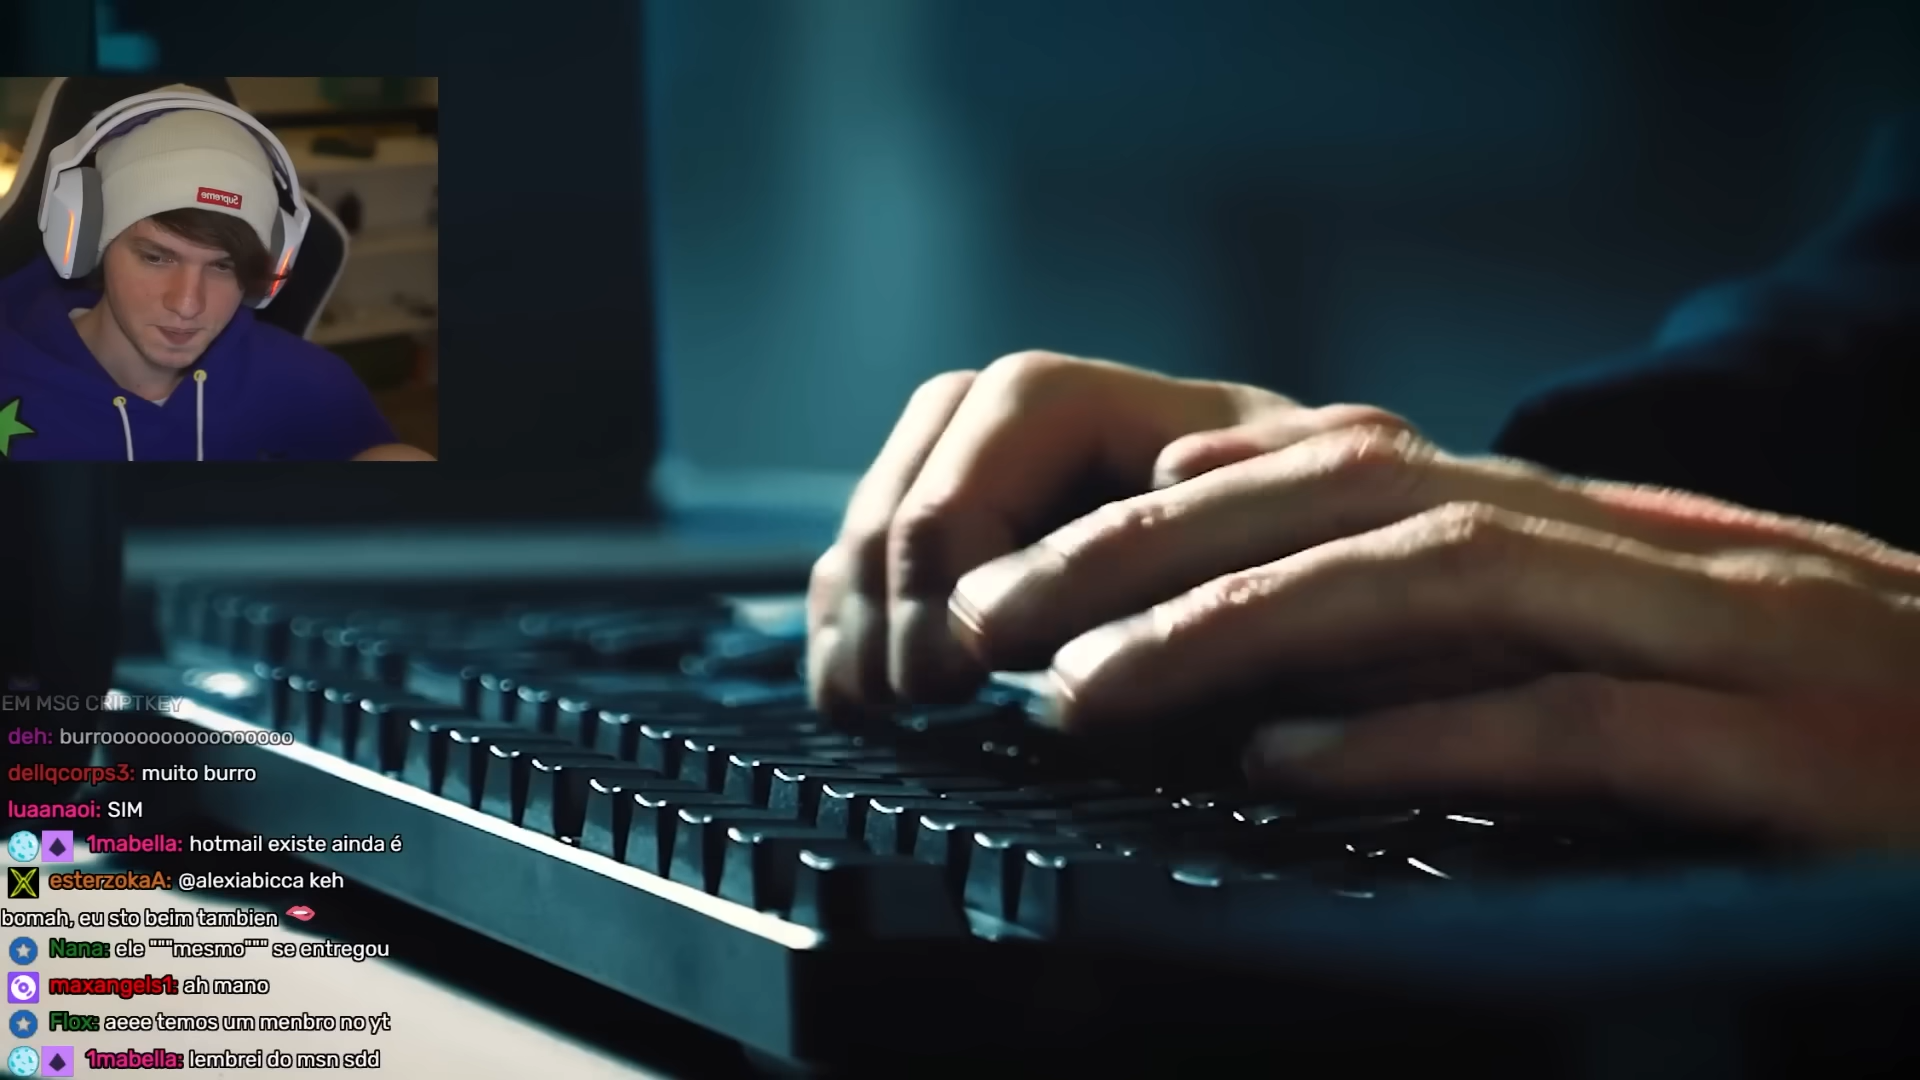 Supreme
EM MSG CRIPTKEY
deh: burroooooooooooooooo
dellqcorps3: muito burro
luaanaoi: SIM
1mabella: hotmail existe ainda é
esterzokaA: @alexiabicca keh
bomah, eu sto beim tambien
Nana: ele """mesmo""" se entregou
maxangels1: ah mano
Flox: aeee temos um menbro no yt
1mabella: lembrei do msn sdd